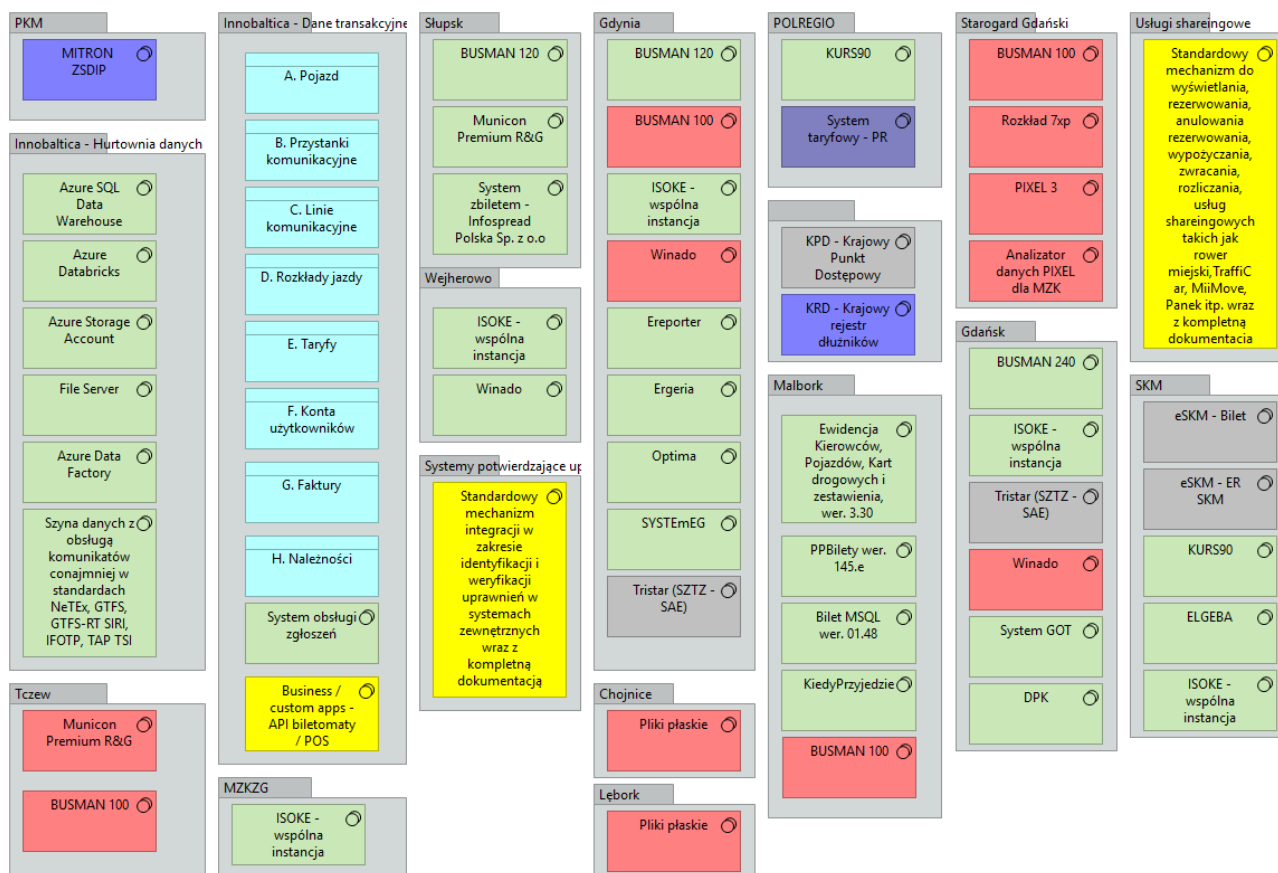 PKM
MITRON
ZSDIP
Innobaltica - Hurtownia danych
Azure SQL
Data
Warehouse
Azure
Databricks
Azure Storage
Account
File Server
Azure Data
Factory
Szyna danych z
obsługą
komunikatów
conajmniej w
standardach
NeTEx, GTFS,
GTFS-RT SIRI,
IFOTP, TAP TSI
Tczew
Municon
Premium R&G
BUSMAN 100
Innobaltica - Dane transakcyjne
A. Pojazd
B. Przystanki
komunikacyjne
C. Linie
komunikacyjne
D. Rozkłady jazdy
E. Taryfy
F. Konta
użytkowników
G. Faktury
H. Należności
System obsługi
zgłoszeń
Business /
custom apps -
API biletomaty
/ POS
MZKZG
ISOKE -
wspólna
instancja
Słupsk
BUSMAN 120
Municon
Premium R&G
System
zbiletem -
Infospread
Polska Sp. z o.o
Wejherowo
ISOKE -
wspólna
instancja
Winado
Systemy potwierdzające up
Standardowy
mechanizm
integracji w
zakresie
identyfikacji i
weryfikacji
uprawnień w
systemach
zewnętrznych
wraz z
kompletną
dokumentacją
Gdynia
BUSMAN 120
BUSMAN 100
ISOKE -
wspólna
instancja
Winado
Ereporter
Ergeria
Optima
SYSTEmEG
Tristar (SZTZ -
SAE)
Chojnice
Pliki płaskie
Lębork
Pliki płaskie
POLREGIO
KURS90
System
taryfowy - PR
KPD - Krajowy
Punkt
Dostępowy
KRD - Krajowy
rejestr
dłużników
Malbork
Ewidencja
Kierowców,
Pojazdów, Kart
drogowych i
zestawienia,
wer. 3.30
PPBilety wer.
145.e
Bilet MSQL
wer. 01.48
KiedyPrzyjedzie
BUSMAN 100
Starogard Gdański
BUSMAN 100
Rozkład 7xp
PIXEL 3
Analizator
danych PIXEL
dla MZK
Gdańsk
BUSMAN 240
ISOKE -
wspólna
instancja
Tristar (SZTZ -
SAE)
Winado
System GOT
DPK
Usługi shareingowe
Standardowy
mechanizm do
wyświetlania,
rezerwowania,
anulowania
rezerwowania,
wypożyczania,
zwracania,
rozliczania,
usług
shareingowych
takich jak
rower
miejski,TraffiC
ar, MiiMove,
Panek itp. wraz
z kompletną
dokumentacja
SKM
eSKM - Bilet
eSKM - ER
SKM
KURS90
ELGEBA
ISOKE -
wspólna
instancja